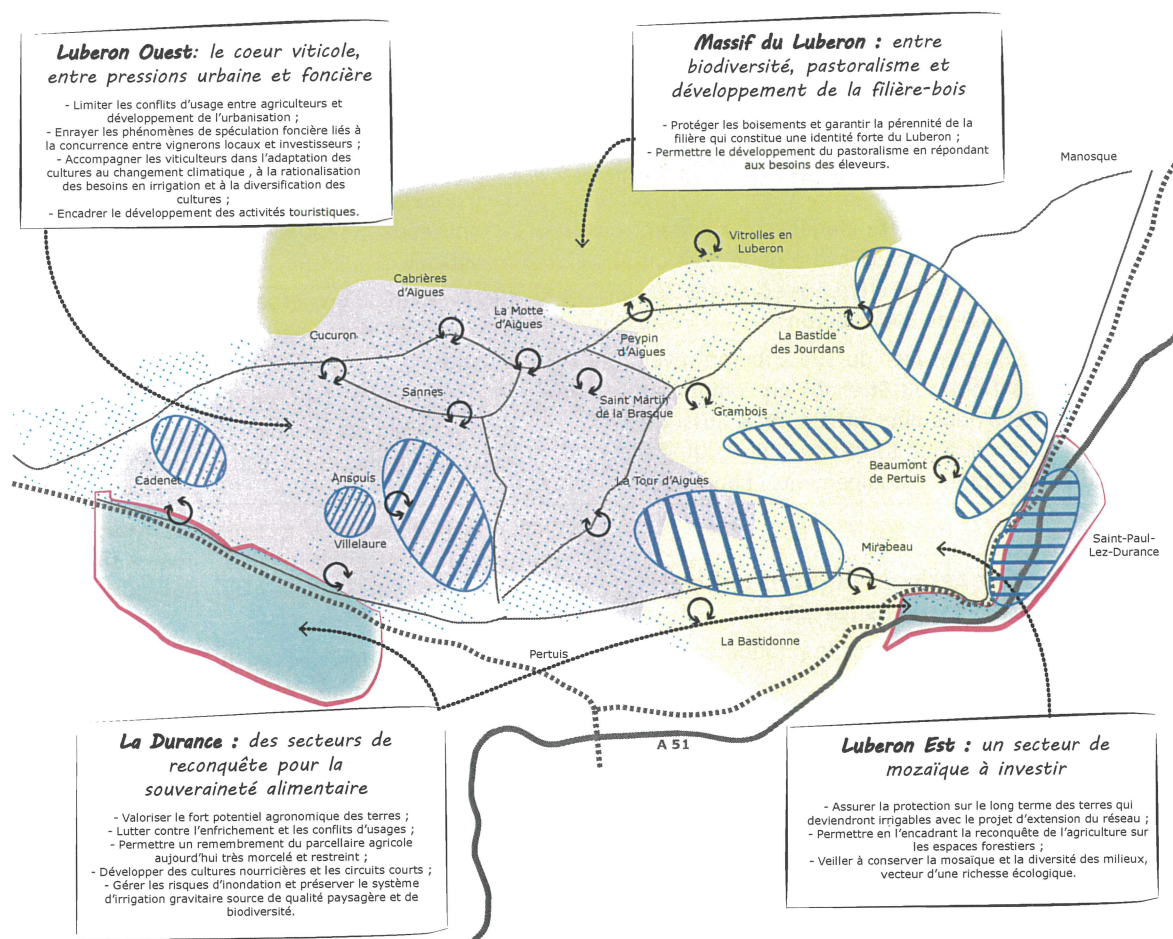 Luberon Ouest: le coeur viticole,
entre pressions urbaine et foncière
- Limiter les conflits d'usage entre agriculteurs et
développement de l'urbanisation ;
- Enrayer les phénomènes de spéculation foncière liés à
la concurrence entre vignerons locaux et investisseurs ;
- Accompagner les viticulteurs dans l'adaptation des
cultures au changement climatique , à la rationalisation
des besoins en irrigation et à la diversification des
cultures ;
- Encadrer le développement des activités touristiques.
Massif du Luberon : entre
biodiversité, pastoralisme et
développement de la filière-bois
- Protéger les boisements et garantir la pérennité de la
filière qui constitue une identité forte du Luberon ;
- Permettre le développement du pastoralisme en répondant
aux besoins des éleveurs.
Manosque
Vitrolles en
Luberon
Cabrières
d'Aigues
La Motte
d'Aigues
Cucuron
Peypin
d'Aigues
La Bastide
des Jourdans
Sannes
Saint Martin
de la Brasque
Grambois
Cadenet
Ansouis
La Tour d'Aigues
Beaumont
de Pertuis
Villelaure
Mirabeau
Saint-Paul-
Lez-Durance
La Bastidonne
Pertuis
A 51
La Durance : des secteurs de
reconquête pour la
souveraineté alimentaire
- Valoriser le fort potentiel agronomique des terres ;
- Lutter contre l'enfrichement et les conflits d'usages ;
- Permettre un remembrement du parcellaire agricole
aujourd'hui très morcelé et restreint ;
- Développer des cultures nourricières et les circuits courts ;
- Gérer les risques d'inondation et préserver le système
d'irrigation gravitaire source de qualité paysagère et de
biodiversité.
Luberon Est : un secteur de
mozaïque à investir
- Assurer la protection sur le long terme des terres qui
deviendront irrigables avec le projet d'extension du réseau ;
- Permettre en l'encadrant la reconquête de l'agriculture sur
les espaces forestiers ;
- Veiller à conserver la mosaïque et la diversité des milieux,
vecteur d'une richesse écologique.